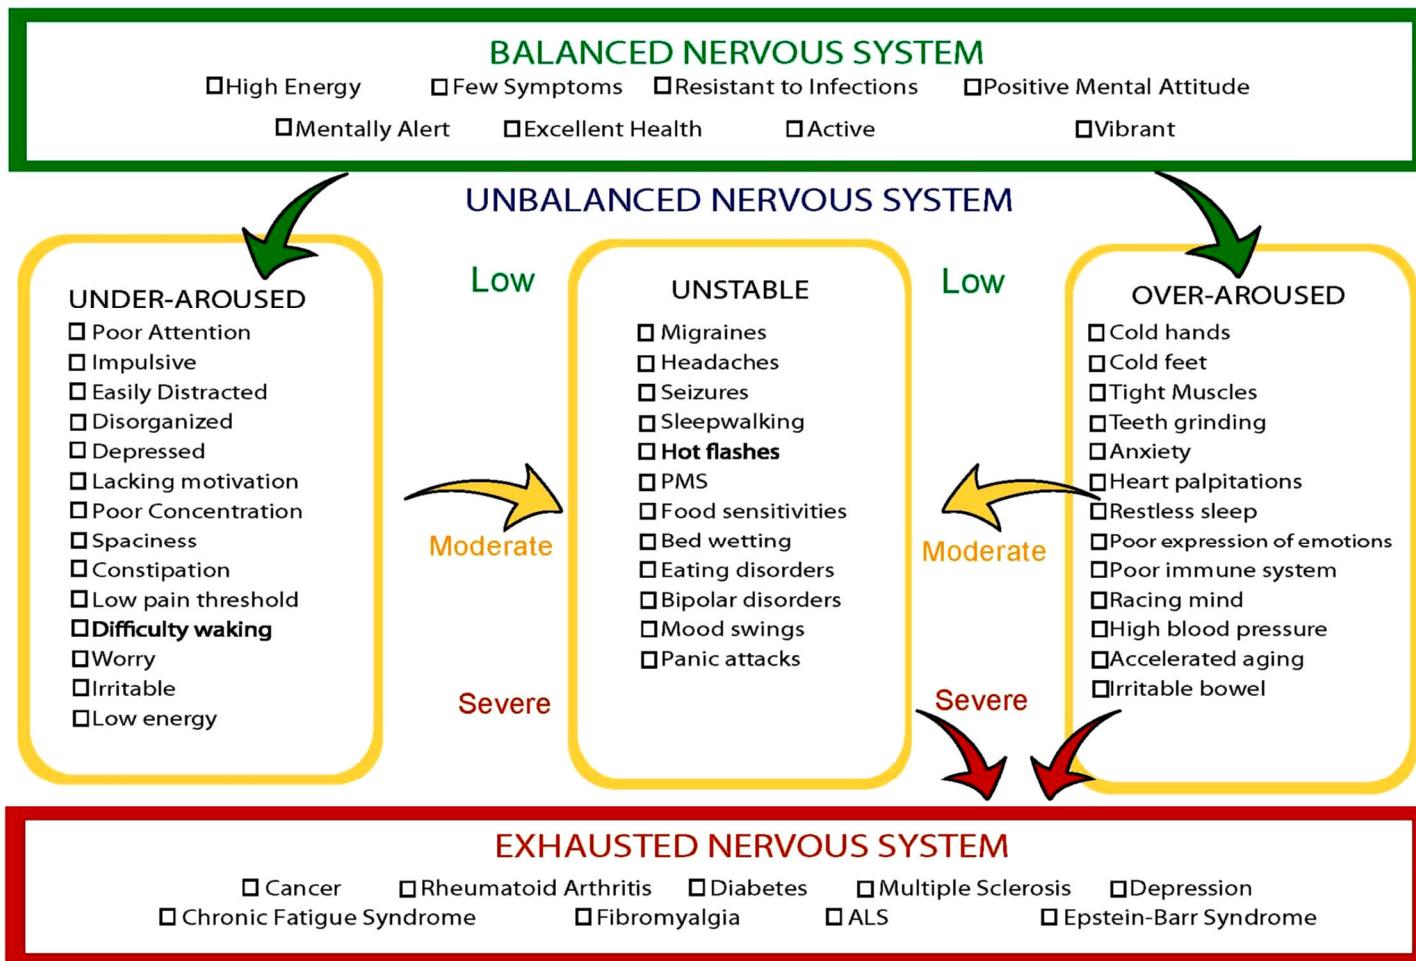 BALANCED NERVOUS SYSTEM
High Energy Few Symptoms Resistant to Infections Positive Mental Attitude
Mentally Alert Excellent Health Active Vibrant
UNBALANCED NERVOUS SYSTEM
UNDER-AROUSED
Poor Attention
Impulsive
Easily Distracted
Disorganized
Depressed
Lacking motivation
Poor Concentration
Spaciness
Constipation
Low pain threshold
Difficulty waking
Worry
Irritable
Low energy
Low
Moderate
Severe
UNSTABLE
Migraines
Headaches
Seizures
Sleepwalking
Hot flashes
PMS
Food sensitivities
Bed wetting
Eating disorders
Bipolar disorders
Mood swings
Panic attacks
Low
Moderate
Severe
OVER-AROUSED
Cold hands
Cold feet
Tight Muscles
Teeth grinding
Anxiety
Heart palpitations
Restless sleep
Poor expression of emotions
Poor immune system
Racing mind
High blood pressure
Accelerated aging
Irritable bowel
EXHAUSTED NERVOUS SYSTEM
Cancer Rheumatoid Arthritis Diabetes Multiple Sclerosis Depression
Chronic Fatigue Syndrome Fibromyalgia ALS Epstein-Barr Syndrome